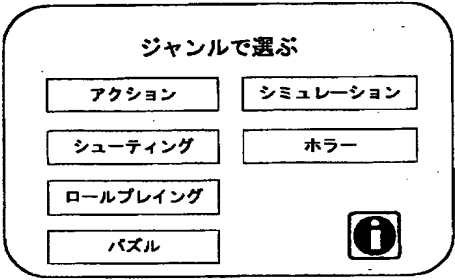 ジャンルで選ぶ
アクション
シミュレーション
シューティング
ホラー
ロールプレイング
パズル
i